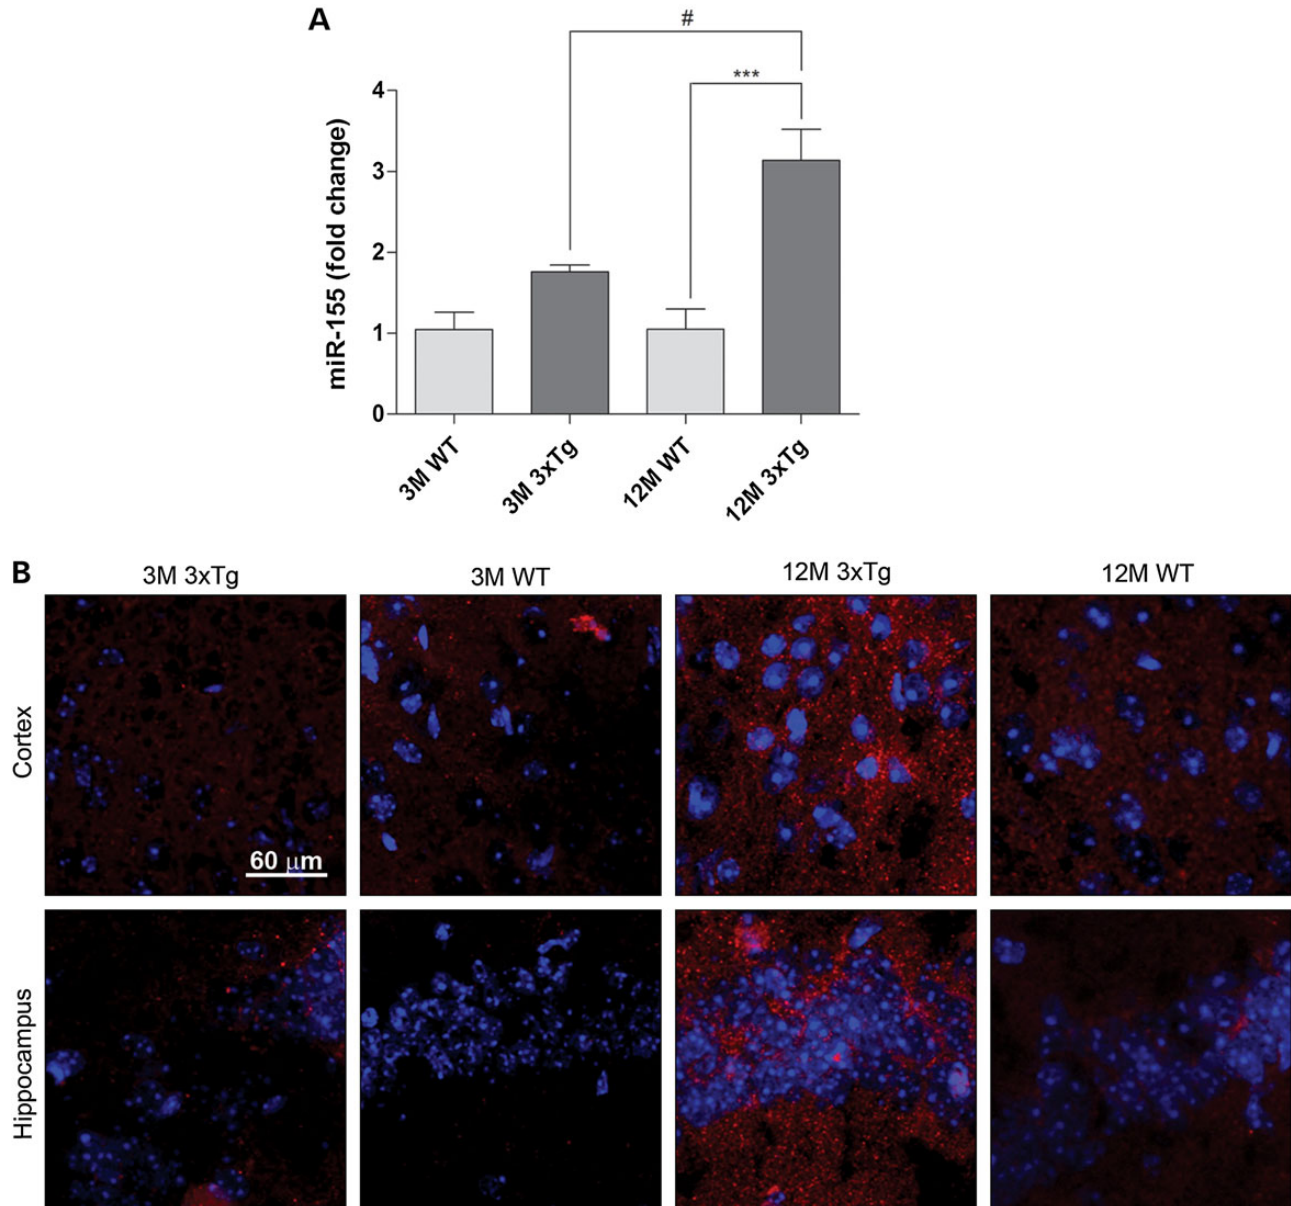 A
#
***
miR-155 (fold change)
4
3
2
1
0
3M WT
3M 3xTg
12M WT
12M 3xTg
B
3M 3xTg
3M WT
12M 3xTg
12M WT
Cortex
60 μm
Hippocampus